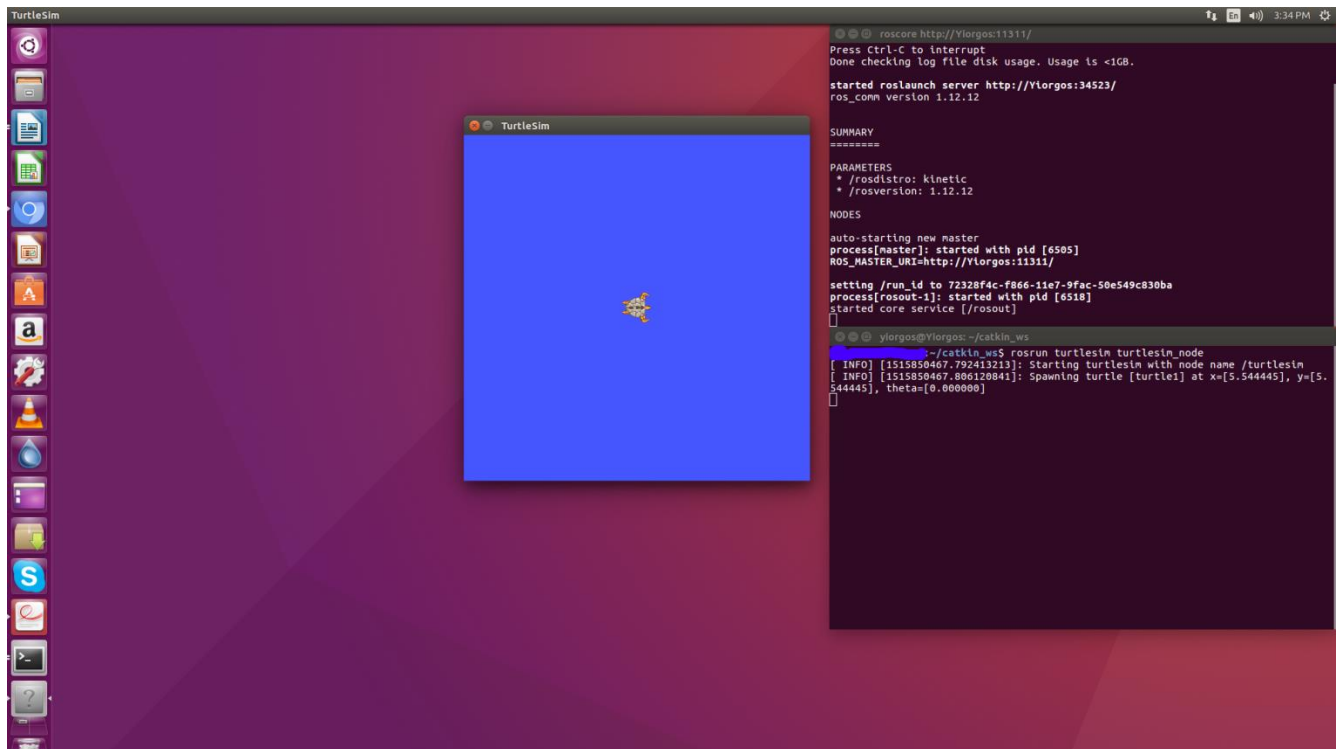 TurtleSim
En
3:34 PM
roscore http://Yiorgos:11311/
Press Ctrl-C to interrupt
Done checking log file disk usage. Usage is <1GB.
started roslaunch server http://Yiorgos:34523/
ros_comm version 1.12.12
SUMMARY
========
PARAMETERS
* /rosdistro: kinetic
* /rosversion: 1.12.12
NODES
auto-starting new master
process[master]: started with pid [6505]
ROS_MASTER_URI=http://Yiorgos:11311/
setting /run_id to 72328f4c-f866-11e7-9fac-50e549c830ba
process[rosout-1]: started with pid [6518]
started core service [/rosout]
TurtleSim
yiorgos@Yiorgos: ~/catkin_ws
:~/catkin_ws$ rosrun turtlesim turtlesim_node
[ INFO] [1515850467.792413213]: Starting turtlesim with node name /turtlesim
[ INFO] [1515850467.806120841]: Spawning turtle [turtle1] at x=[5.544445], y=[5.
544445], theta=[0.000000]
A
a
S
>_
?